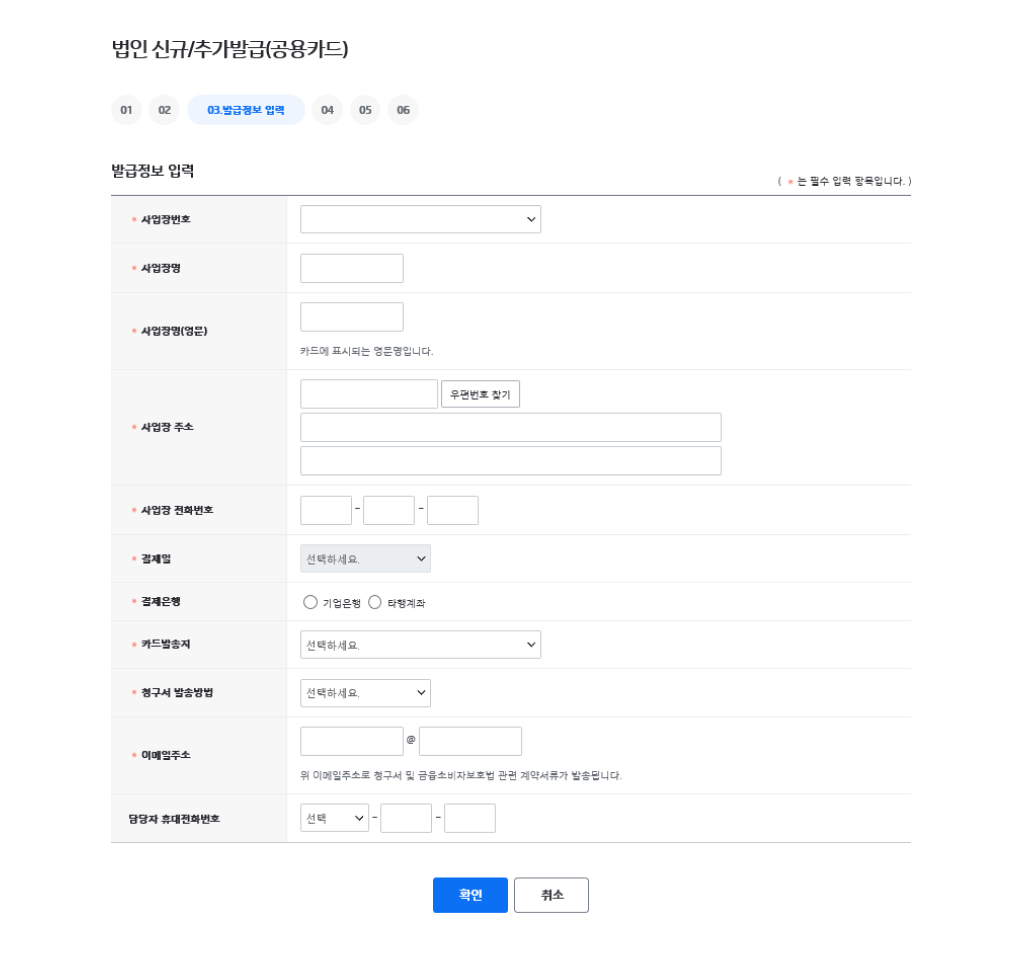 법인 신규/추가발급(공용카드)
01 02 03.발급정보 입력 04 05 06
발급정보 입력
( * 는 필수 입력 항목입니다. )
* 사업장번호
* 사업장명
* 사업장명(영문)
카드에 표시되는 영문명입니다.
* 사업장 주소
우편번호 찾기
* 사업장 전화번호 - -
* 결제일 선택하세요.
* 결제은행 기업은행 타행계좌
* 카드발송지 선택하세요.
* 청구서 발송방법 선택하세요.
* 이메일주소 @
위 이메일주소로 청구서 및 금융소비자보호법 관련 계약서류가 발송됩니다.
담당자 휴대전화번호 선택 - -
확인 취소